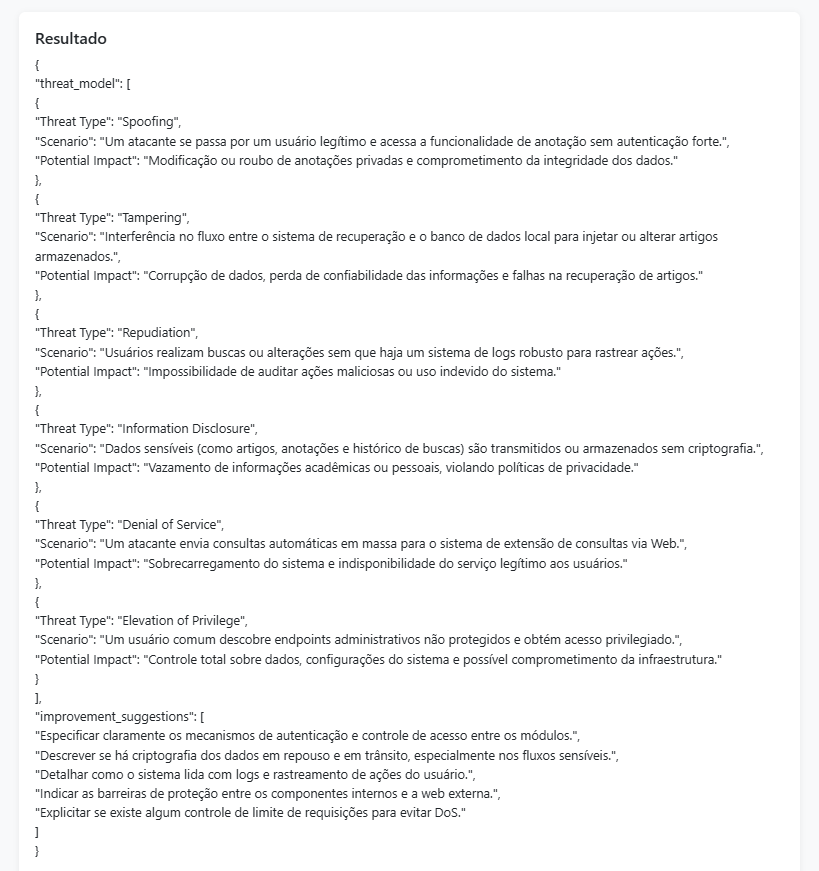 Resultado
{
"threat_model": [
{
"Threat Type": "Spoofing",
"Scenario": "Um atacante se passa por um usuário legítimo e acessa a funcionalidade de anotação sem autenticação forte.",
"Potential Impact": "Modificação ou roubo de anotações privadas e comprometimento da integridade dos dados."
},
{
"Threat Type": "Tampering",
"Scenario": "Interferência no fluxo entre o sistema de recuperação e o banco de dados local para injetar ou alterar artigos
armazenados.",
"Potential Impact": "Corrupção de dados, perda de confiabilidade das informações e falhas na recuperação de artigos."
},
{
"Threat Type": "Repudiation",
"Scenario": "Usuários realizam buscas ou alterações sem que haja um sistema de logs robusto para rastrear ações.",
"Potential Impact": "Impossibilidade de auditar ações maliciosas ou uso indevido do sistema."
},
{
"Threat Type": "Information Disclosure",
"Scenario": "Dados sensíveis (como artigos, anotações e histórico de buscas) são transmitidos ou armazenados sem criptografia.",
"Potential Impact": "Vazamento de informações acadêmicas ou pessoais, violando políticas de privacidade."
},
{
"Threat Type": "Denial of Service",
"Scenario": "Um atacante envia consultas automáticas em massa para o sistema de extensão de consultas via Web.",
"Potential Impact": "Sobrecarregamento do sistema e indisponibilidade do serviço legítimo aos usuários."
},
{
"Threat Type": "Elevation of Privilege",
"Scenario": "Um usuário comum descobre endpoints administrativos não protegidos e obtém acesso privilegiado.",
"Potential Impact": "Controle total sobre dados, configurações do sistema e possível comprometimento da infraestrutura."
}
],
"improvement_suggestions": [
"Especificar claramente os mecanismos de autenticação e controle de acesso entre os módulos.",
"Descrever se há criptografia dos dados em repouso e em trânsito, especialmente nos fluxos sensíveis.",
"Detalhar como o sistema lida com logs e rastreamento de ações do usuário.",
"Indicar as barreiras de proteção entre os componentes internos e a web externa.",
"Explicitar se existe algum controle de limite de requisições para evitar DoS."
]
}